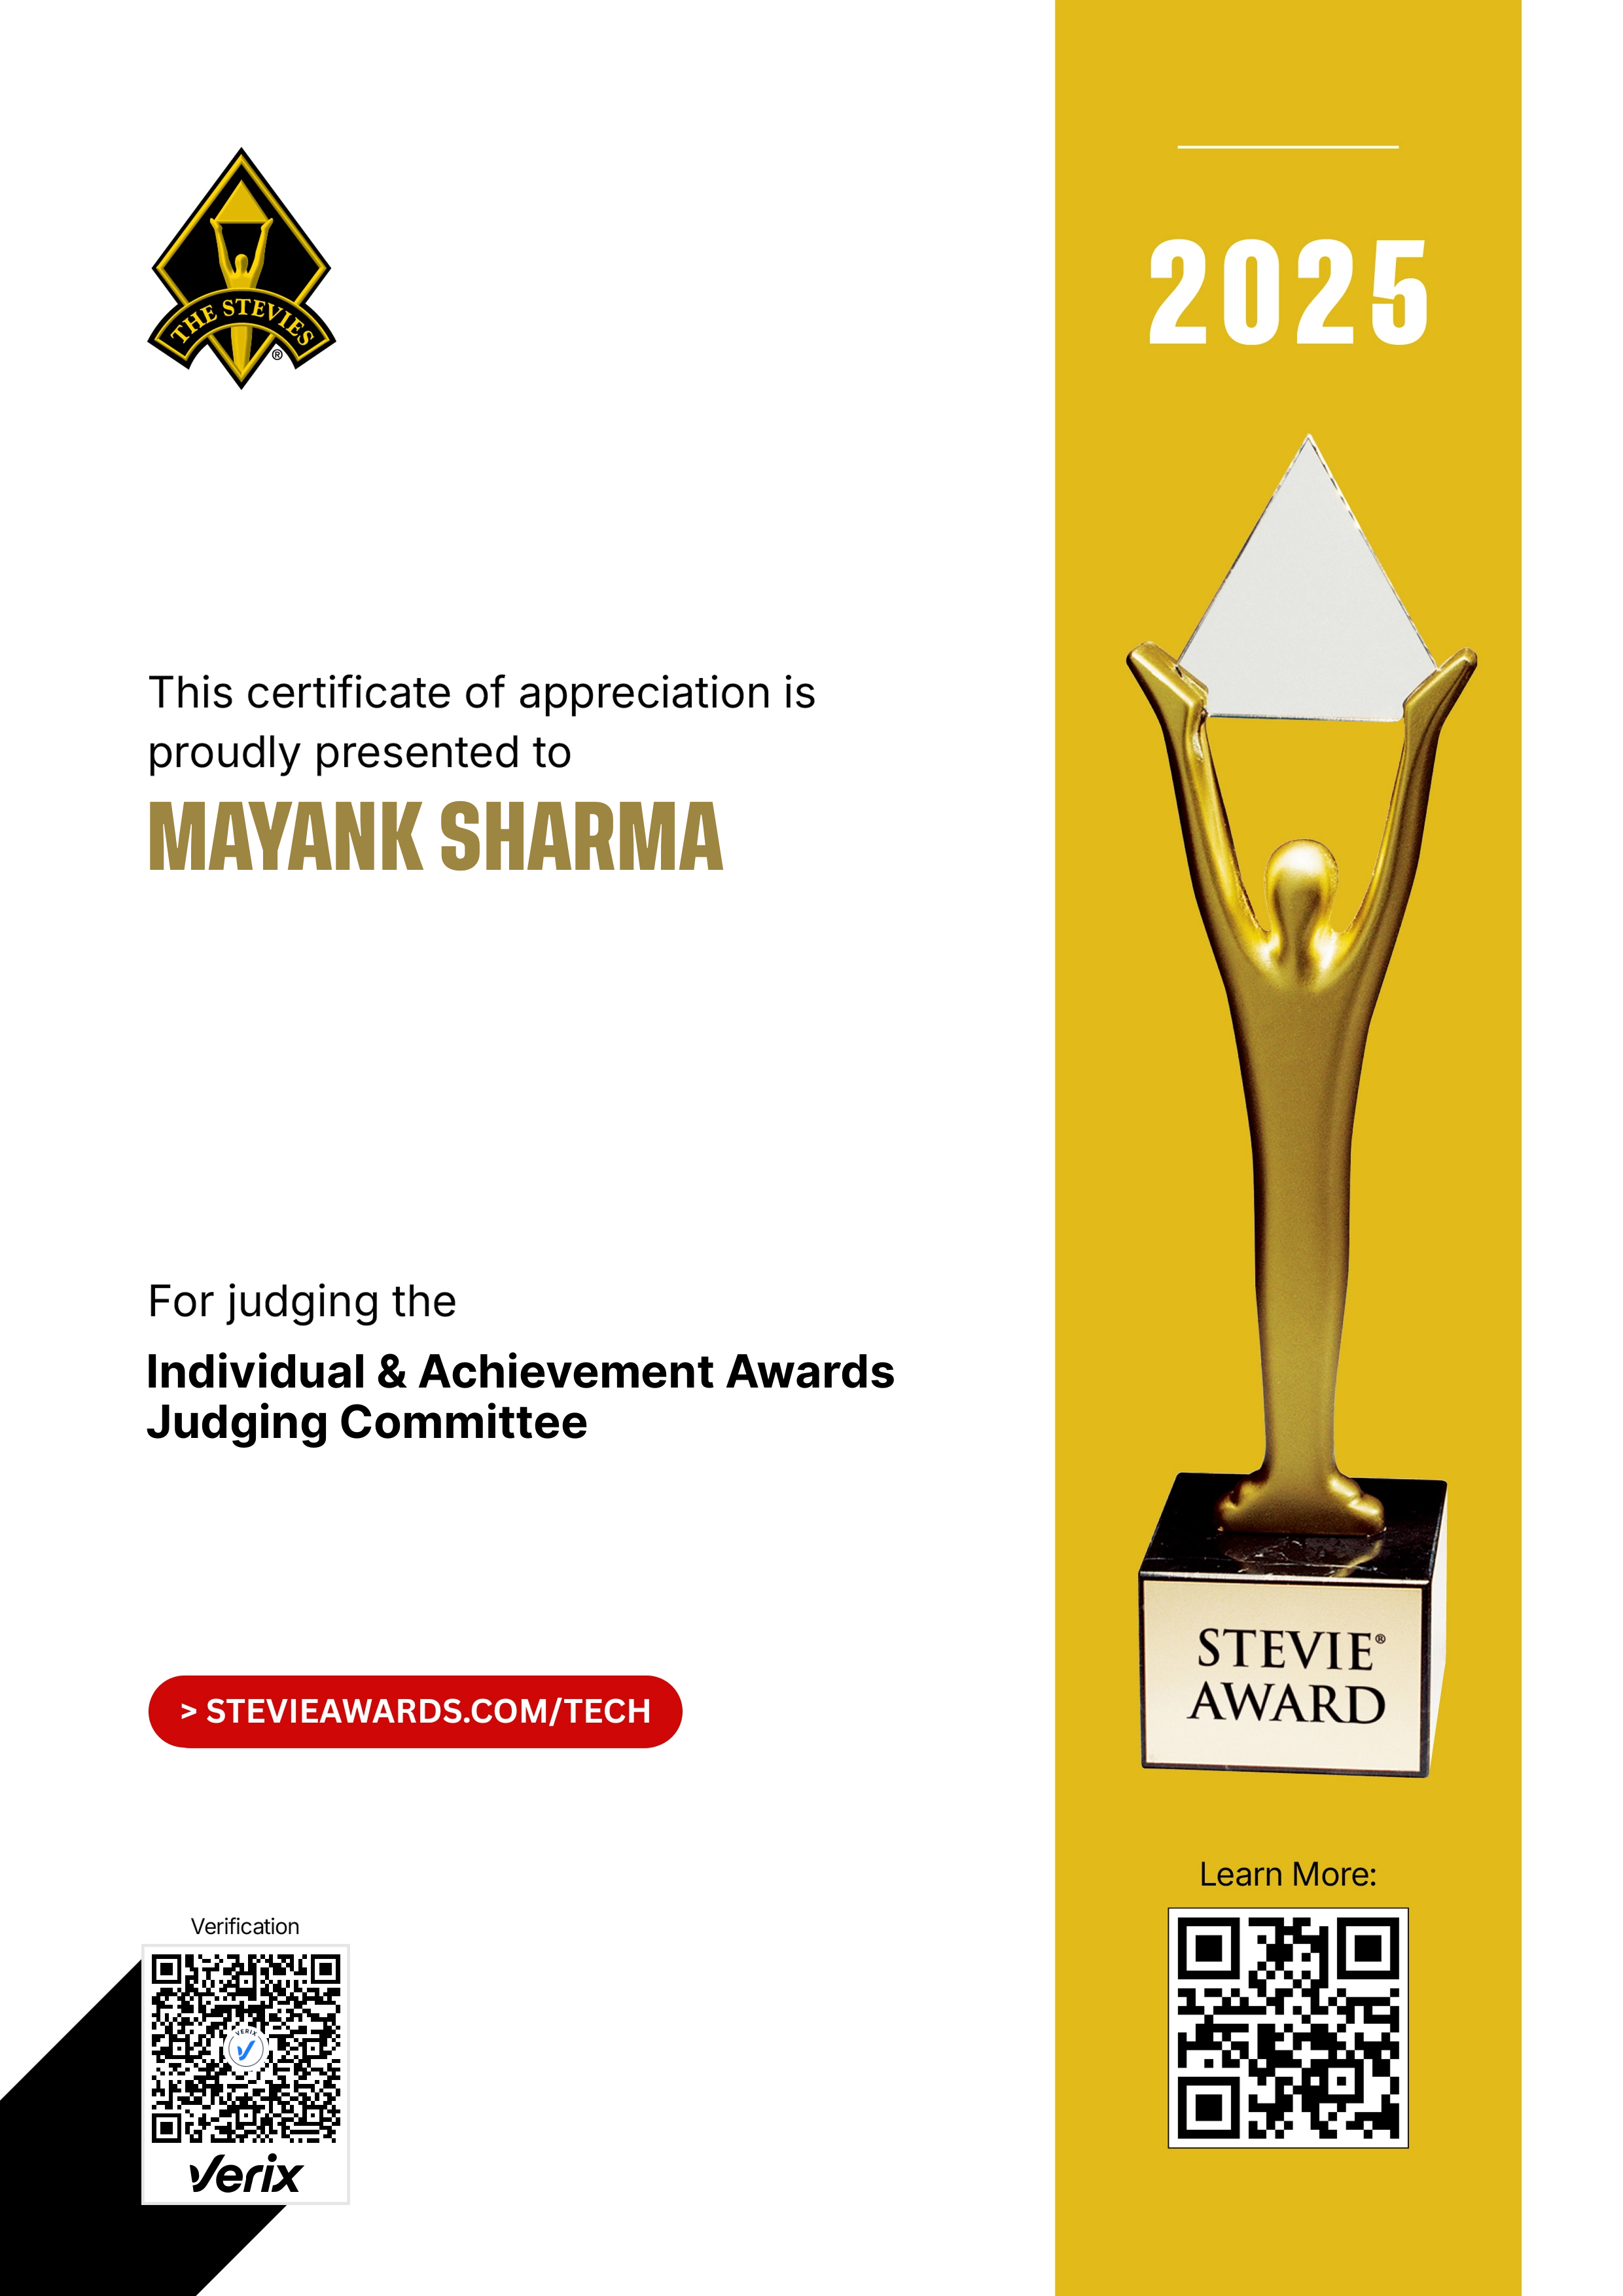 THE STEVIES
®
2025
This certificate of appreciation is
proudly presented to
MAYANK SHARMA
For judging the
Individual & Achievement Awards
Judging Committee
> STEVIEAWARDS.COM/TECH
STEVIE®
AWARD
Learn More:
Verification
VERIX
Verix